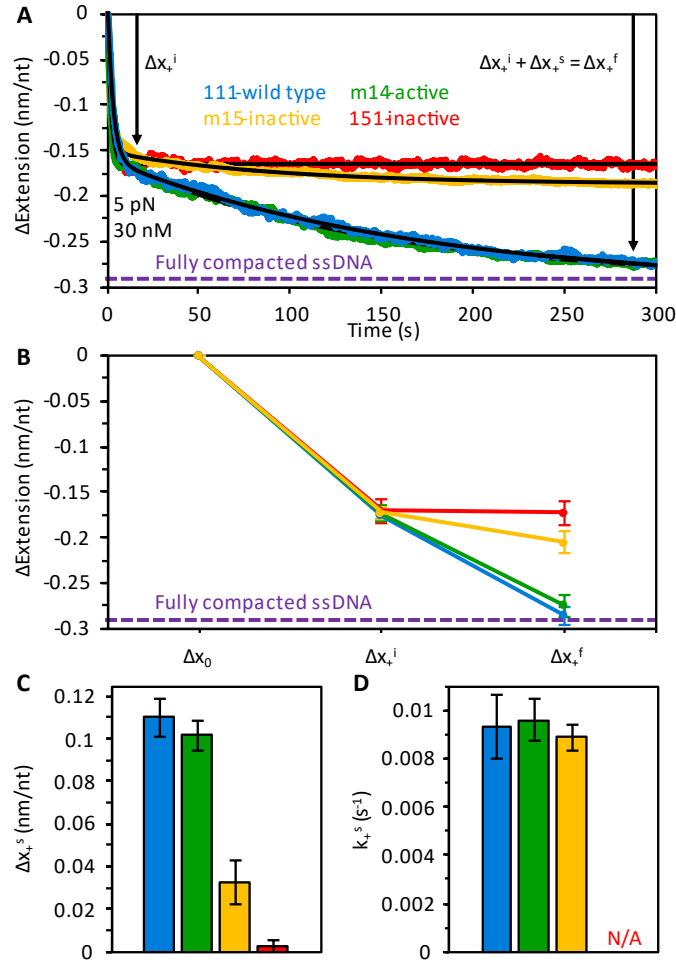 A
0
-0.05
-0.1
-0.15
-0.2
-0.25
-0.3
ΔExtension (nm/nt)
Δx₊ⁱ
Δx₊ⁱ + Δx₊ˢ = Δx₊ᶠ
111-wild type m14-active
m15-inactive 151-inactive
5 pN
30 nM
Fully compacted ssDNA
0 50 100 150 200 250 300
Time (s)
B
0
-0.05
-0.1
-0.15
-0.2
-0.25
-0.3
ΔExtension (nm/nt)
Fully compacted ssDNA
Δx₀ Δx₊ⁱ Δx₊ᶠ
C
0.12
0.1
0.08
0.06
0.04
0.02
0
Δx₊ˢ (nm/nt)
D
0.01
0.008
0.006
0.004
0.002
0
k₊ˢ (s⁻¹)
N/A